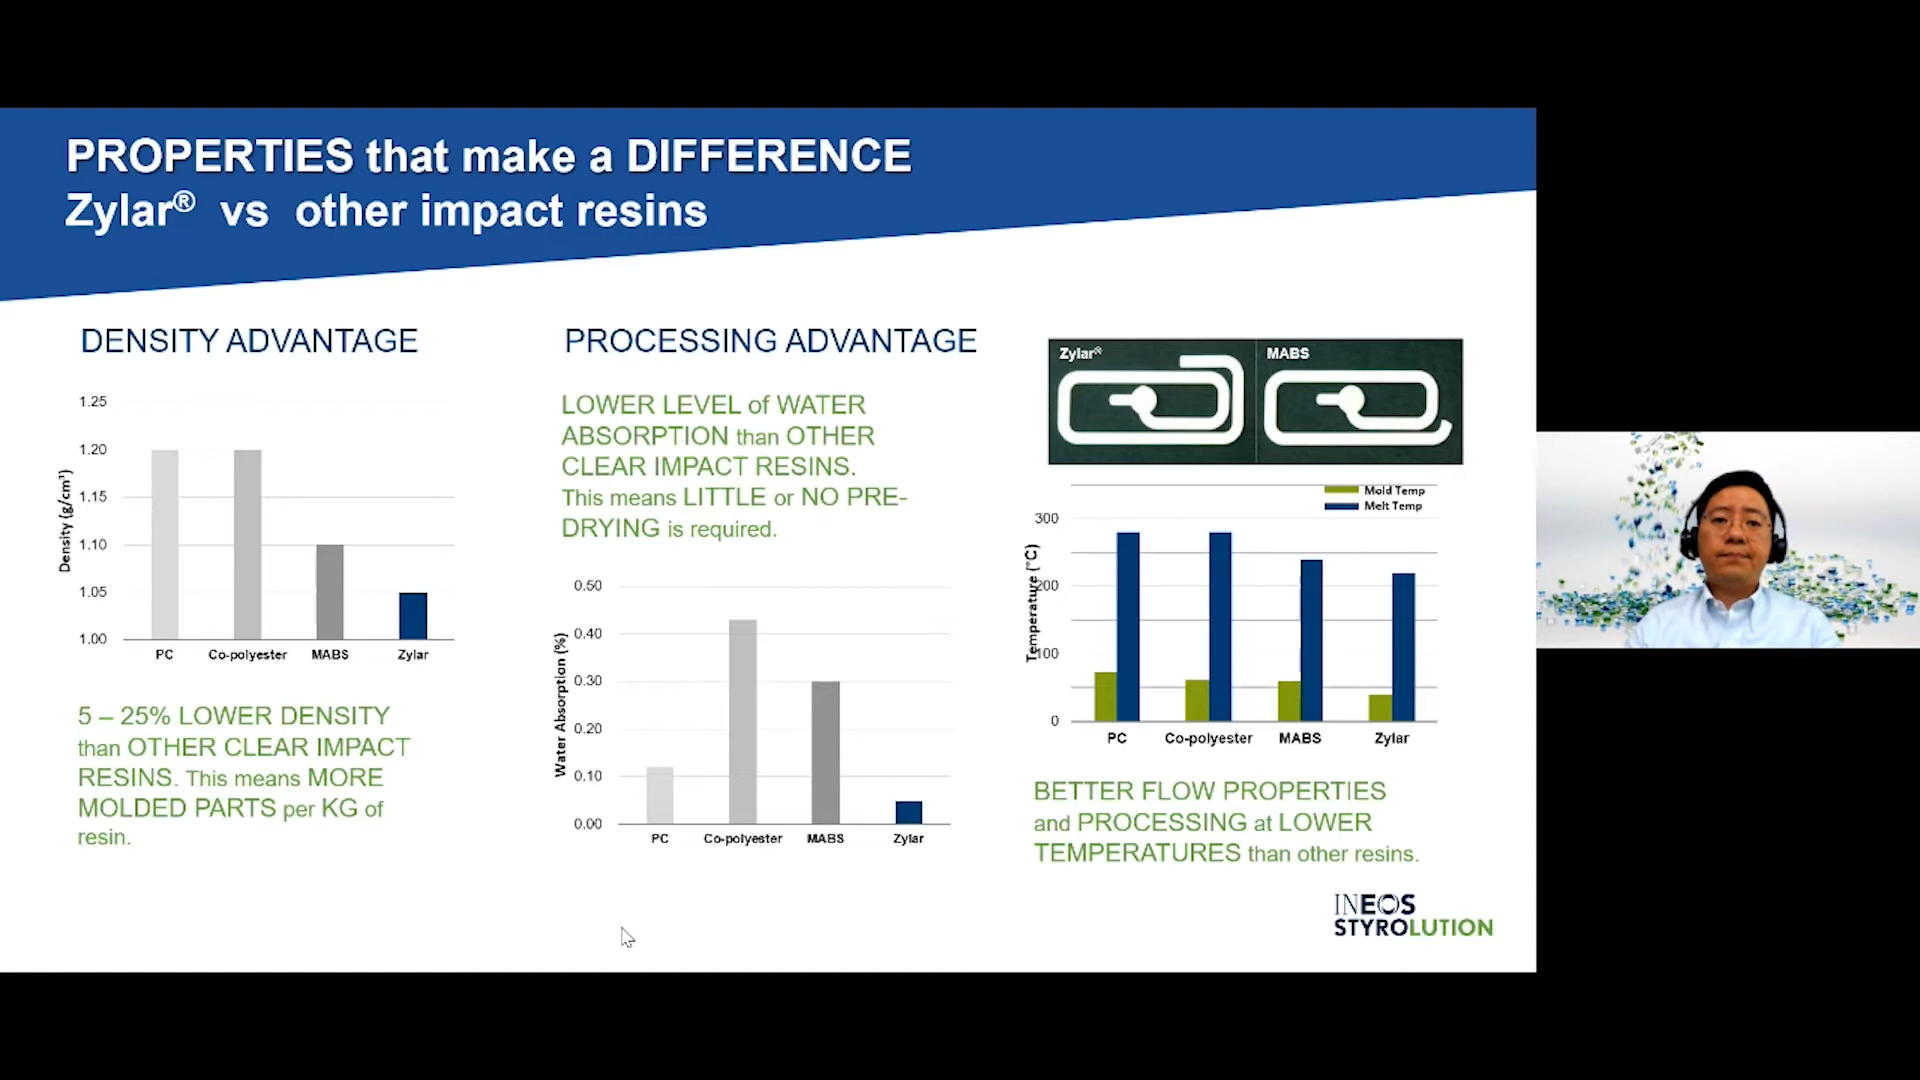 PROPERTIES that make a DIFFERENCE
Zylar® vs other impact resins
DENSITY ADVANTAGE
1.25
1.20
1.15
1.10
1.05
1.00
Density (g/cm³)
PC
Co-polyester
MABS
Zylar
5 – 25% LOWER DENSITY
than OTHER CLEAR IMPACT
RESINS. This means MORE
MOLDED PARTS per KG of
resin.
PROCESSING ADVANTAGE
LOWER LEVEL of WATER
ABSORPTION than OTHER
CLEAR IMPACT RESINS.
This means LITTLE or NO PRE-
DRYING is required.
0.50
0.40
0.30
0.20
0.10
0.00
Water Absorption (%)
PC
Co-polyester
MABS
Zylar
Zylar®
MABS
Mold Temp
Melt Temp
300
200
100
0
Temperature (°C)
PC
Co-polyester
MABS
Zylar
BETTER FLOW PROPERTIES
and PROCESSING at LOWER
TEMPERATURES than other resins.
INEOS
STYROLUTION